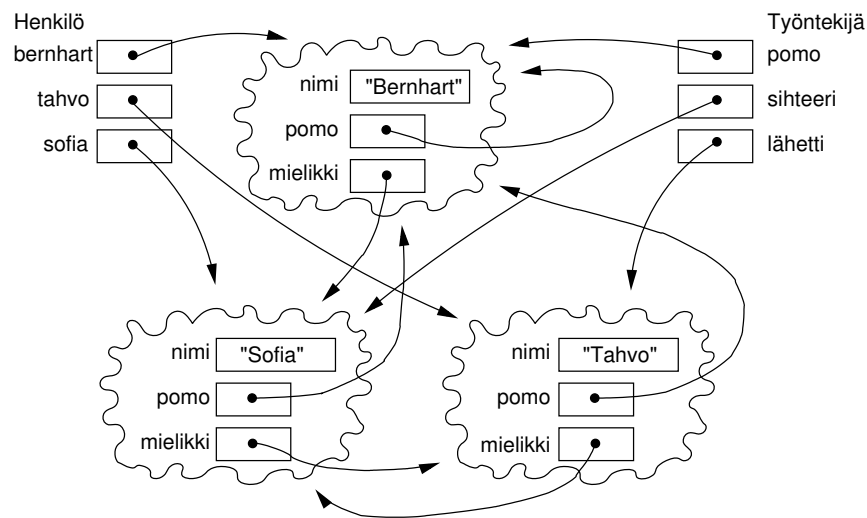 Henkilö
bernhart
tahvo
sofia
Työntekijä
pomo
sihteeri
lähetti
nimi "Bernhart"
pomo
mielikki
nimi "Sofia"
pomo
mielikki
nimi "Tahvo"
pomo
mielikki